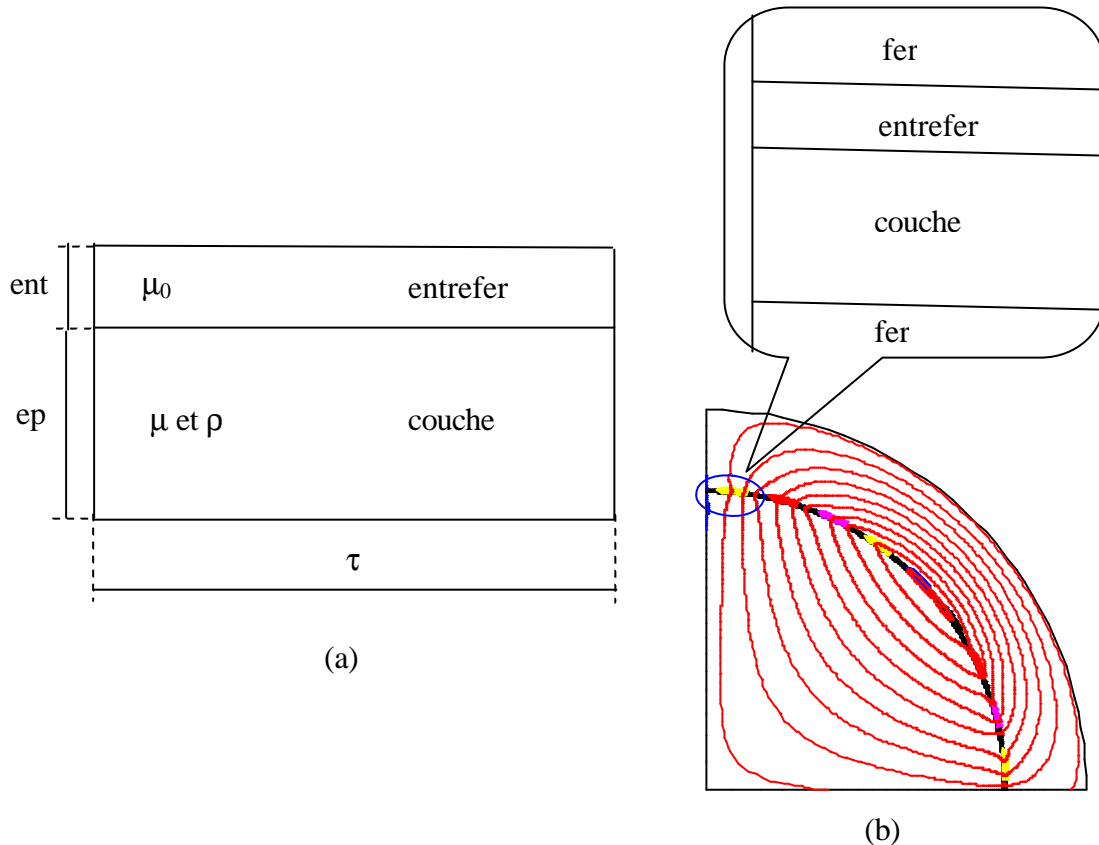 ent
μ₀
entrefer
ep
μ et ρ
couche
τ
(a)
fer
entrefer
couche
fer
(b)